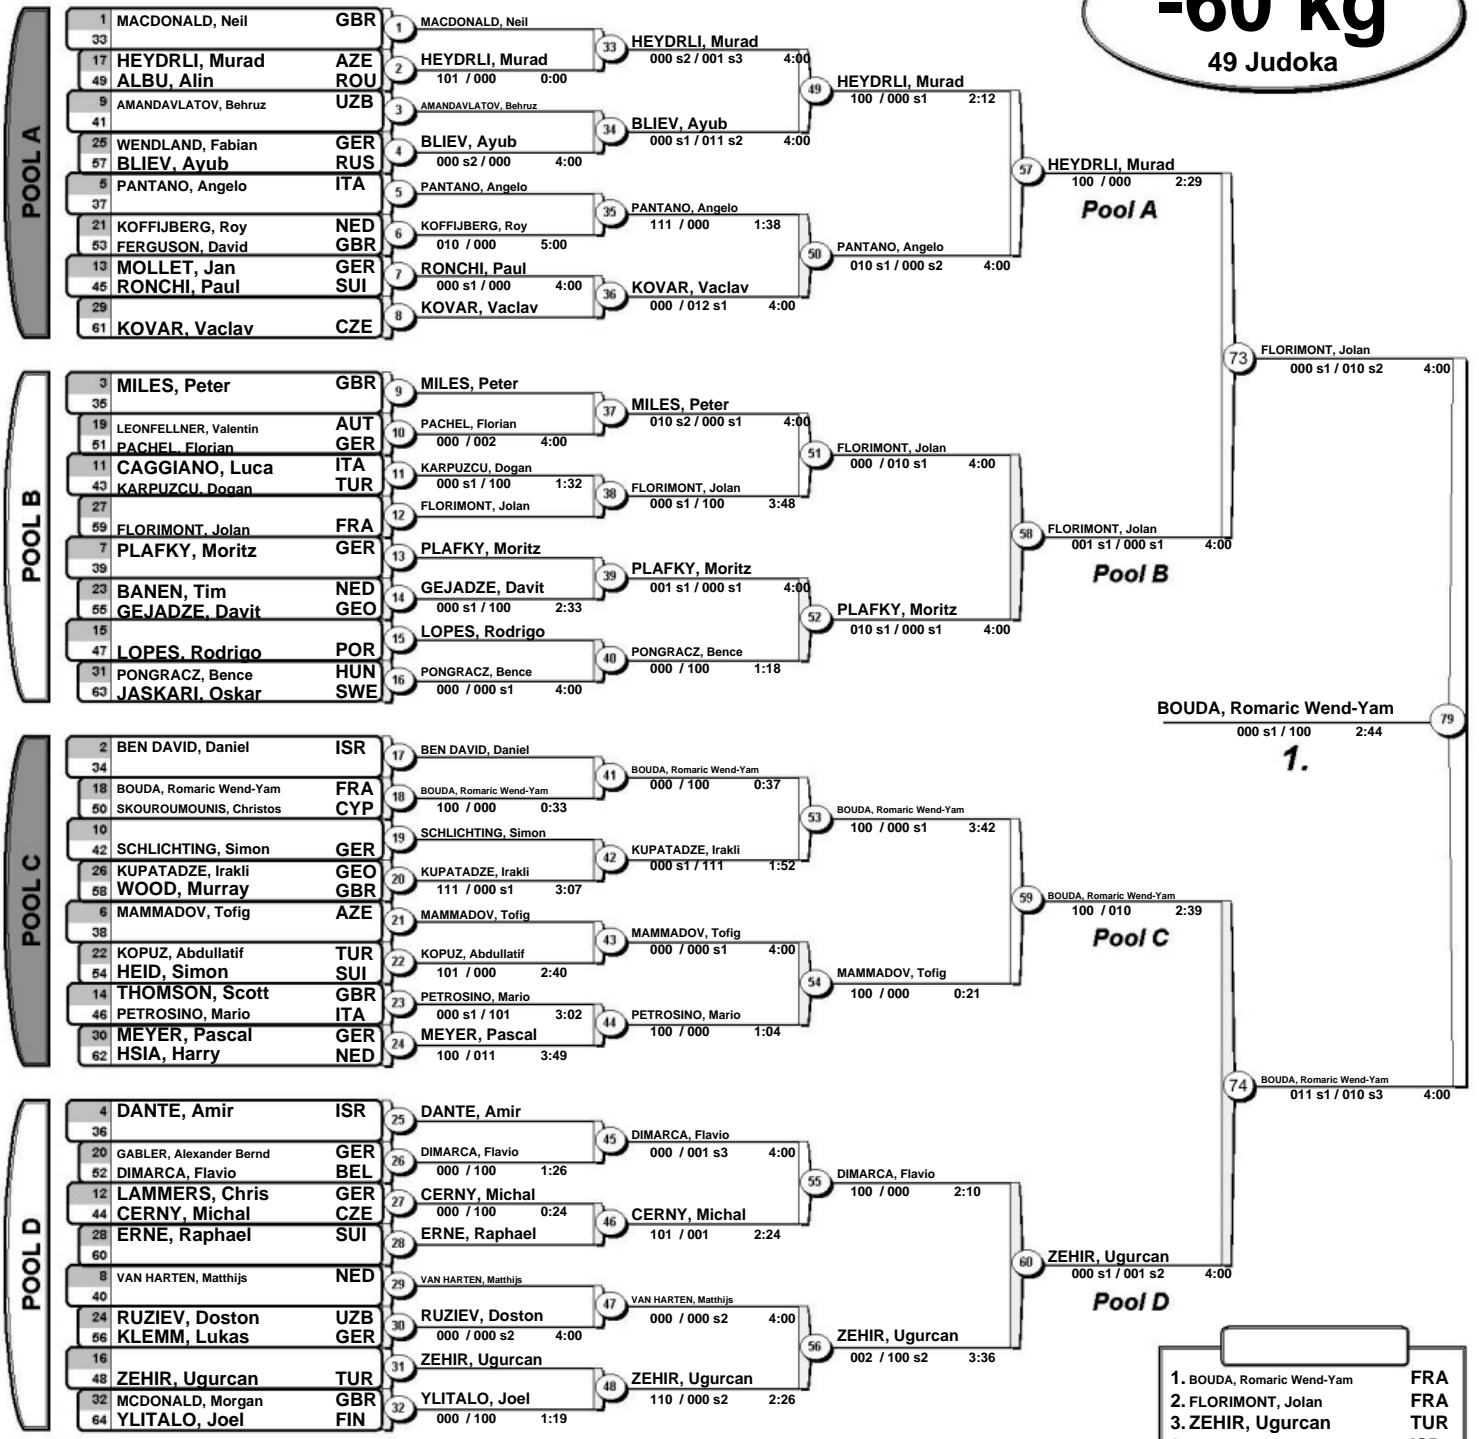 -60 kg
49 Judoka
POOL A
1 MACDONALD, Neil GBR
33
17 HEYDRLI, Murad AZE
49 ALBU, Alin ROU
9 AMANDAVLATOV, Behruz UZB
41
25 WENDLAND, Fabian GER
57 BLIEV, Ayub RUS
5 PANTANO, Angelo ITA
37
21 KOFFIJBERG, Roy NED
53 FERGUSON, David GBR
13 MOLLET, Jan GER
45 RONCHI, Paul SUI
29
61 KOVAR, Vaclav CZE
1 MACDONALD, Neil
2 HEYDRLI, Murad
101 / 000 0:00
3 AMANDAVLATOV, Behruz
4 BLIEV, Ayub
000 s2 / 000 4:00
5 PANTANO, Angelo
6 KOFFIJBERG, Roy
010 / 000 5:00
7 RONCHI, Paul
000 s1 / 000 4:00
8 KOVAR, Vaclav
33 HEYDRLI, Murad
000 s2 / 001 s3 4:00
34 BLIEV, Ayub
000 s1 / 011 s2 4:00
35 PANTANO, Angelo
111 / 000 1:38
36 KOVAR, Vaclav
000 / 012 s1 4:00
49 HEYDRLI, Murad
100 / 000 s1 2:12
50 PANTANO, Angelo
010 s1 / 000 s2 4:00
57 HEYDRLI, Murad
100 / 000 2:29
Pool A
POOL B
3 MILES, Peter GBR
35
19 LEONFELLNER, Valentin AUT
51 PACHEL, Florian GER
11 CAGGIANO, Luca ITA
43 KARPUZCU, Dogan TUR
27
59 FLORIMONT, Jolan FRA
7 PLAFKY, Moritz GER
39
23 BANEN, Tim NED
55 GEJADZE, Davit GEO
15
47 LOPES, Rodrigo POR
31 PONGRACZ, Bence HUN
63 JASKARI, Oskar SWE
9 MILES, Peter
10 PACHEL, Florian
000 / 002 4:00
11 KARPUZCU, Dogan
000 s1 / 100 1:32
12 FLORIMONT, Jolan
13 PLAFKY, Moritz
14 GEJADZE, Davit
000 s1 / 100 2:33
15 LOPES, Rodrigo
16 PONGRACZ, Bence
000 / 000 s1 4:00
37 MILES, Peter
010 s2 / 000 s1 4:00
38 FLORIMONT, Jolan
000 s1 / 100 3:48
39 PLAFKY, Moritz
001 s1 / 000 s1 4:00
40 PONGRACZ, Bence
000 / 100 1:18
51 FLORIMONT, Jolan
000 / 010 s1 4:00
52 PLAFKY, Moritz
010 s1 / 000 s1 4:00
58 FLORIMONT, Jolan
001 s1 / 000 s1 4:00
Pool B
73 FLORIMONT, Jolan
000 s1 / 010 s2 4:00
BOUDA, Romaric Wend-Yam 79
000 s1 / 100 2:44
1.
POOL C
2 BEN DAVID, Daniel ISR
34
18 BOUDA, Romaric Wend-Yam FRA
50 SKOUROUMOUNIS, Christos CYP
10
42 SCHLICHTING, Simon GER
26 KUPATADZE, Irakli GEO
58 WOOD, Murray GBR
6 MAMMADOV, Tofig AZE
38
22 KOPUZ, Abdullatif TUR
54 HEID, Simon SUI
14 THOMSON, Scott GBR
46 PETROSINO, Mario ITA
30 MEYER, Pascal GER
62 HSIA, Harry NED
17 BEN DAVID, Daniel
18 BOUDA, Romaric Wend-Yam
100 / 000 0:33
19 SCHLICHTING, Simon
20 KUPATADZE, Irakli
111 / 000 s1 3:07
21 MAMMADOV, Tofig
22 KOPUZ, Abdullatif
101 / 000 2:40
23 PETROSINO, Mario
000 s1 / 101 3:02
24 MEYER, Pascal
100 / 011 3:49
41 BOUDA, Romaric Wend-Yam
000 / 100 0:37
42 KUPATADZE, Irakli
000 s1 / 111 1:52
43 MAMMADOV, Tofig
000 / 000 s1 4:00
44 PETROSINO, Mario
100 / 000 1:04
53 BOUDA, Romaric Wend-Yam
100 / 000 s1 3:42
54 MAMMADOV, Tofig
100 / 000 0:21
59 BOUDA, Romaric Wend-Yam
100 / 010 2:39
Pool C
74 BOUDA, Romaric Wend-Yam
011 s1 / 010 s3 4:00
POOL D
4 DANTE, Amir ISR
36
20 GABLER, Alexander Bernd GER
52 DIMARCA, Flavio BEL
12 LAMMERS, Chris GER
44 CERNY, Michal CZE
28 ERNE, Raphael SUI
60
8 VAN HARTEN, Matthijs NED
40
24 RUZIEV, Doston UZB
56 KLEMM, Lukas GER
16
48 ZEHIR, Ugurcan TUR
32 MCDONALD, Morgan GBR
64 YLITALO, Joel FIN
25 DANTE, Amir
26 DIMARCA, Flavio
000 / 100 1:26
27 CERNY, Michal
000 / 100 0:24
28 ERNE, Raphael
29 VAN HARTEN, Matthijs
30 RUZIEV, Doston
000 / 000 s2 4:00
31 ZEHIR, Ugurcan
32 YLITALO, Joel
000 / 100 1:19
45 DIMARCA, Flavio
000 / 001 s3 4:00
46 CERNY, Michal
101 / 001 2:24
47 VAN HARTEN, Matthijs
000 / 000 s2 4:00
48 ZEHIR, Ugurcan
110 / 000 s2 2:26
55 DIMARCA, Flavio
100 / 000 2:10
56 ZEHIR, Ugurcan
002 / 100 s2 3:36
60 ZEHIR, Ugurcan
000 s1 / 001 s2 4:00
Pool D
1. BOUDA, Romaric Wend-Yam FRA
2. FLORIMONT, Jolan FRA
3. ZEHIR, Ugurcan TUR